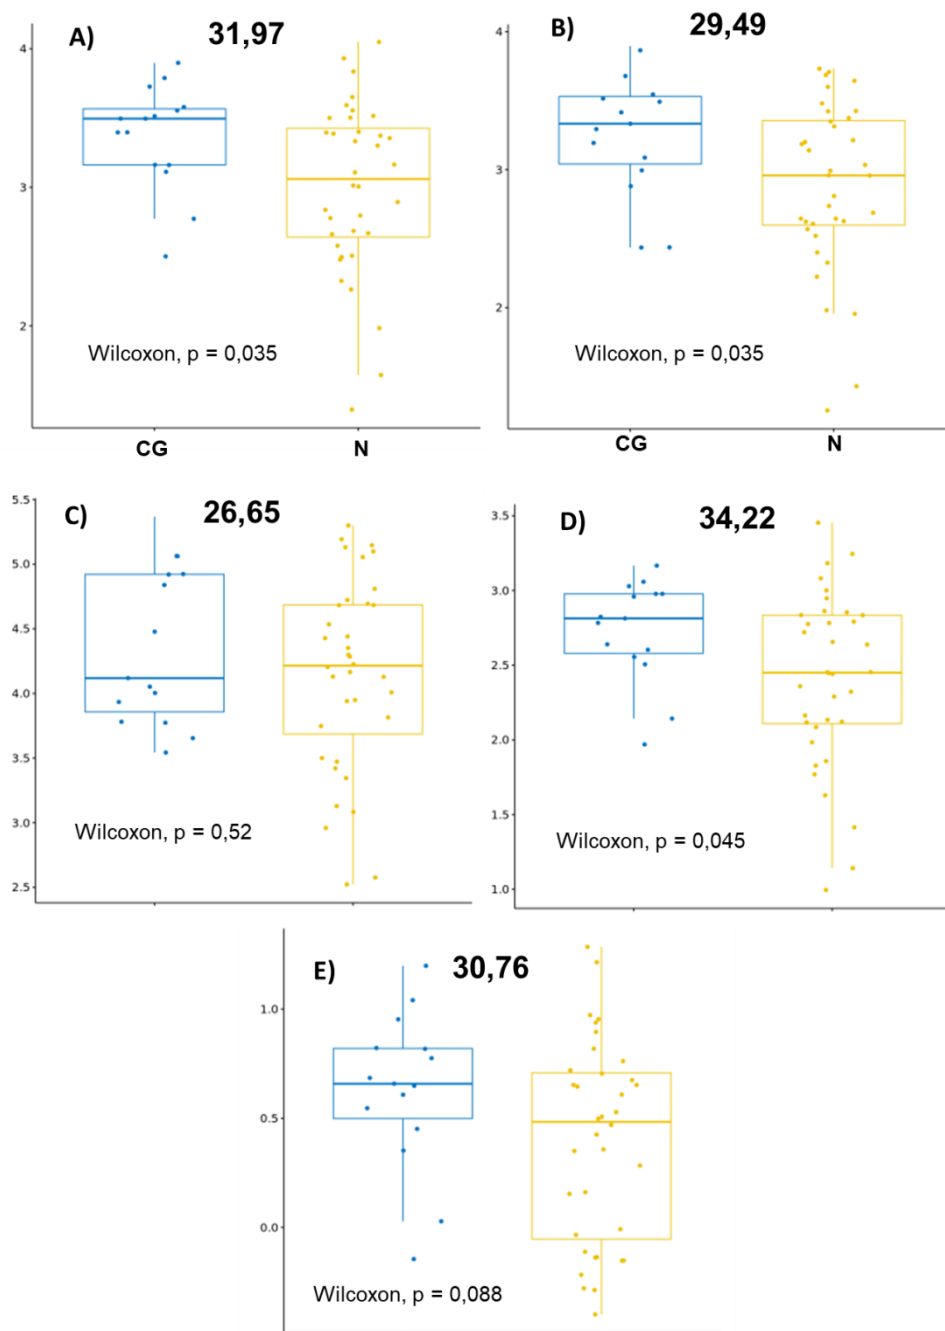 A) 31,97
4
3
2
Wilcoxon, p = 0,035
CG N
B) 29,49
4
3
2
Wilcoxon, p = 0,035
CG N
C) 26,65
5.5
5.0
4.5
4.0
3.5
3.0
2.5
Wilcoxon, p = 0,52
D) 34,22
3.5
3.0
2.5
2.0
1.5
1.0
Wilcoxon, p = 0,045
E) 30,76
1.0
0.5
0.0
Wilcoxon, p = 0,088